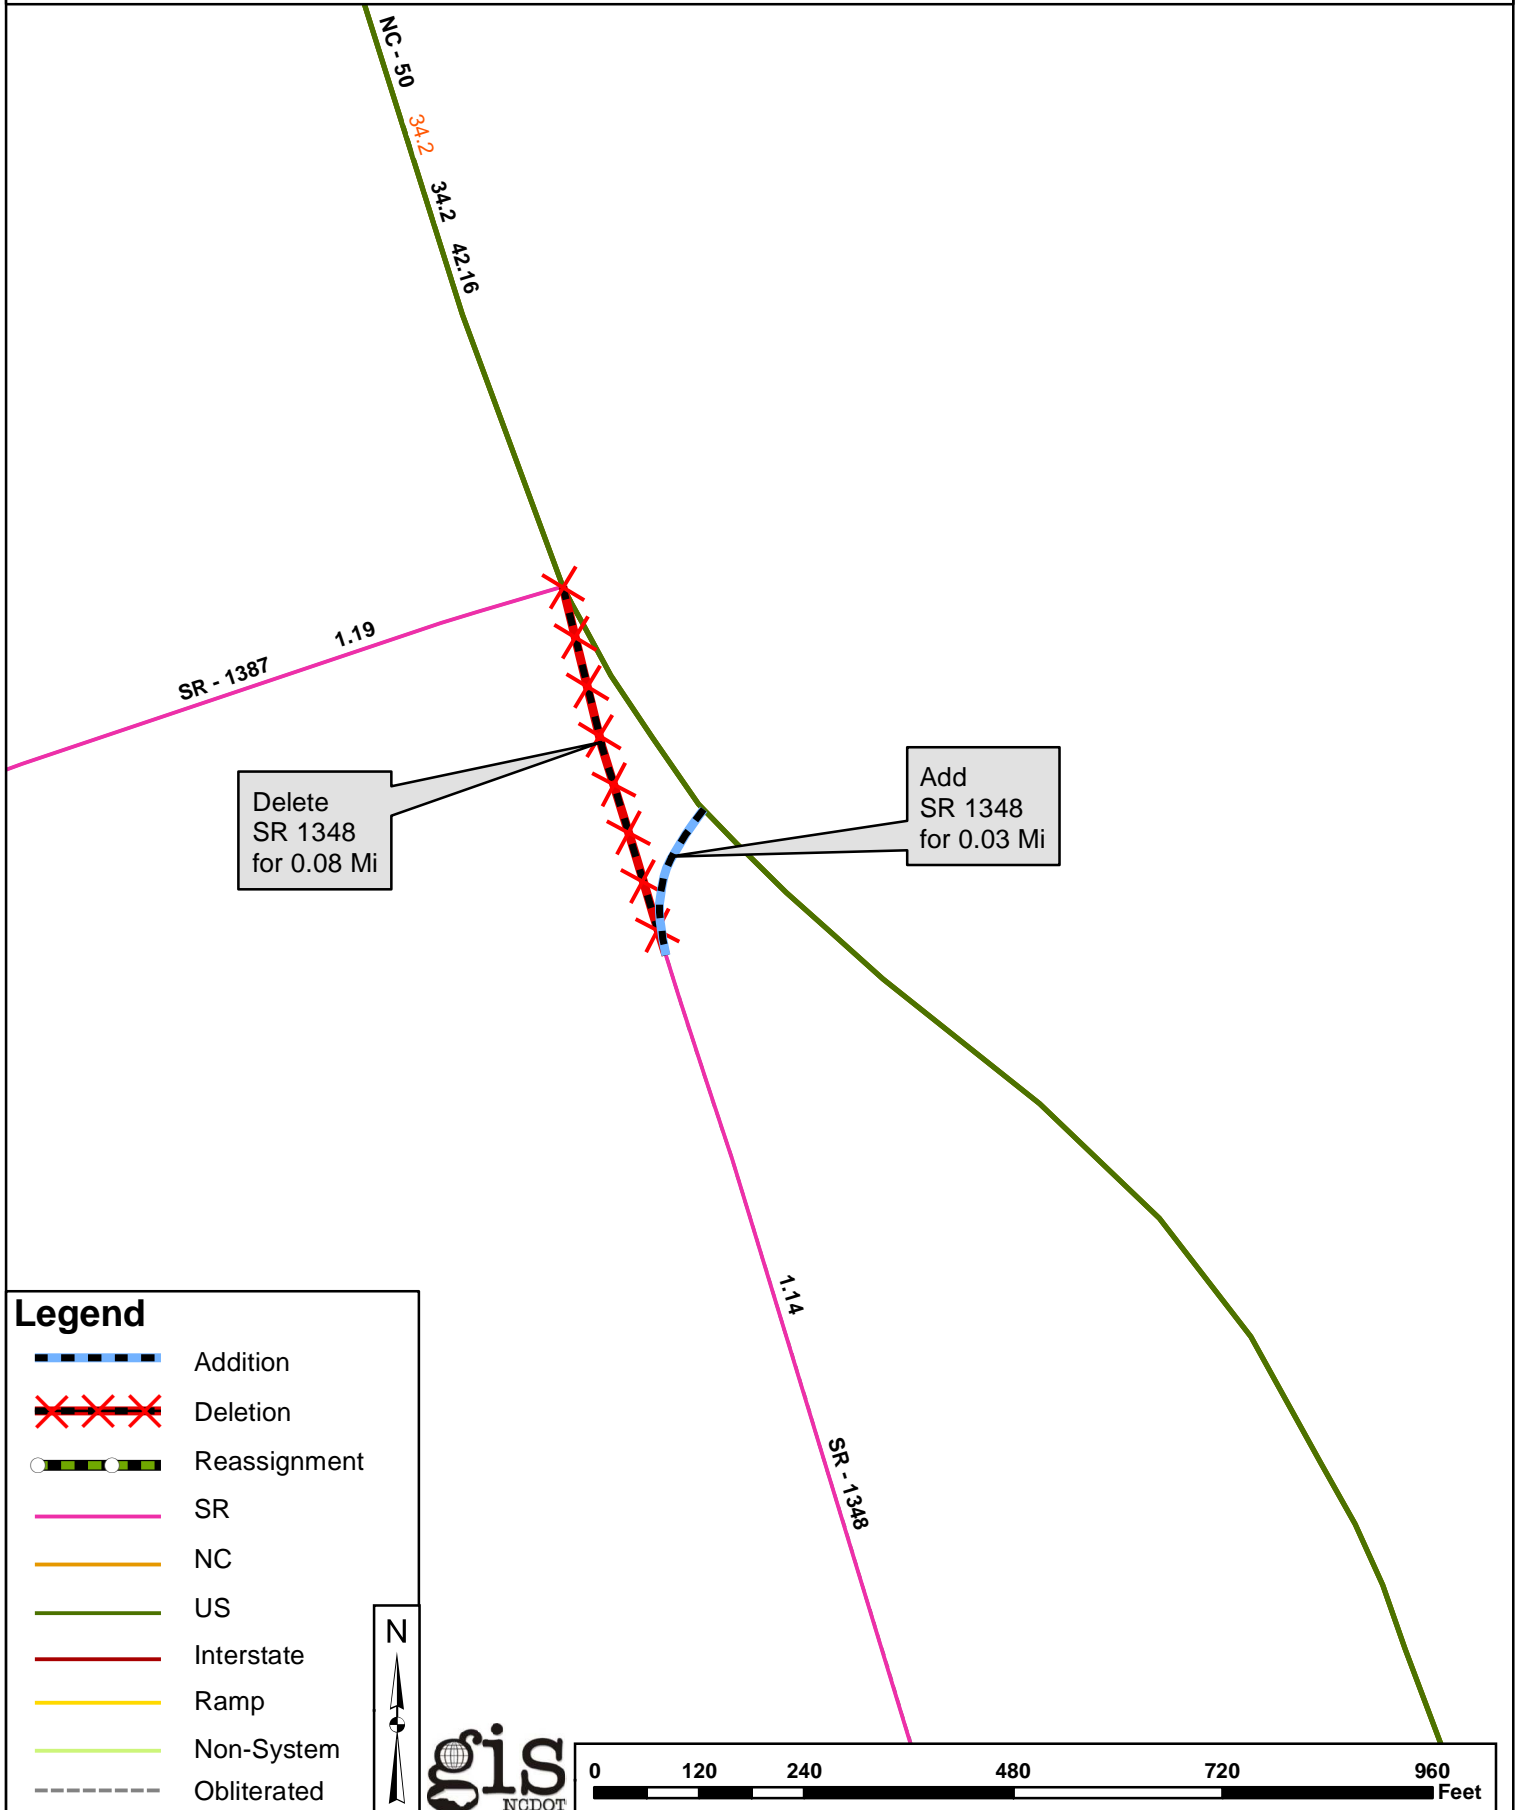 NC - 50
34.2
34.2
42.16
1.19
SR - 1387
Delete
SR 1348
for 0.08 Mi
Add
SR 1348
for 0.03 Mi
1.14
SR - 1348
Legend
Addition
Deletion
Reassignment
SR
NC
US
Interstate
Ramp
Non-System
Obliterated
N
gis
NCDOT
0 120 240 480 720 960
Feet